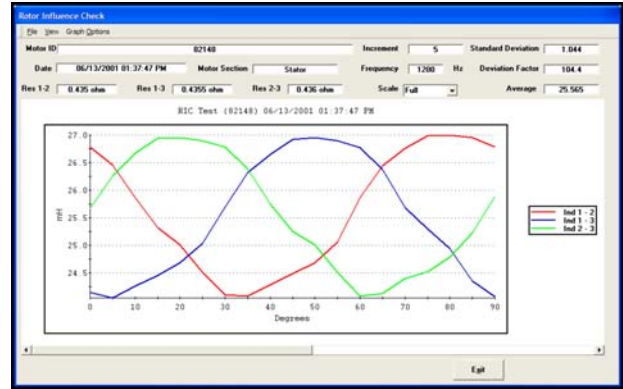 Rotor Influence Check
File View Graph Options
Motor ID 82148 Increment 5 Standard Deviation 1.044
Date 06/13/2001 01:37:47 PM Motor Section Stator Frequency 1200 Hz Deviation Factor 104.4
Res 1-2 0.435 ohm Res 1-3 0.4355 ohm Res 2-3 0.436 ohm Scale Full Average 25.565
RIC Test (82148) 06/13/2001 01:37:47 PM
27.0
26.5
26.0
25.5
25.0
24.5
mH
0 10 20 30 40 50 60 70 80 90
Degrees
Ind 1 - 2
Ind 1 - 3
Ind 2 - 3
Exit